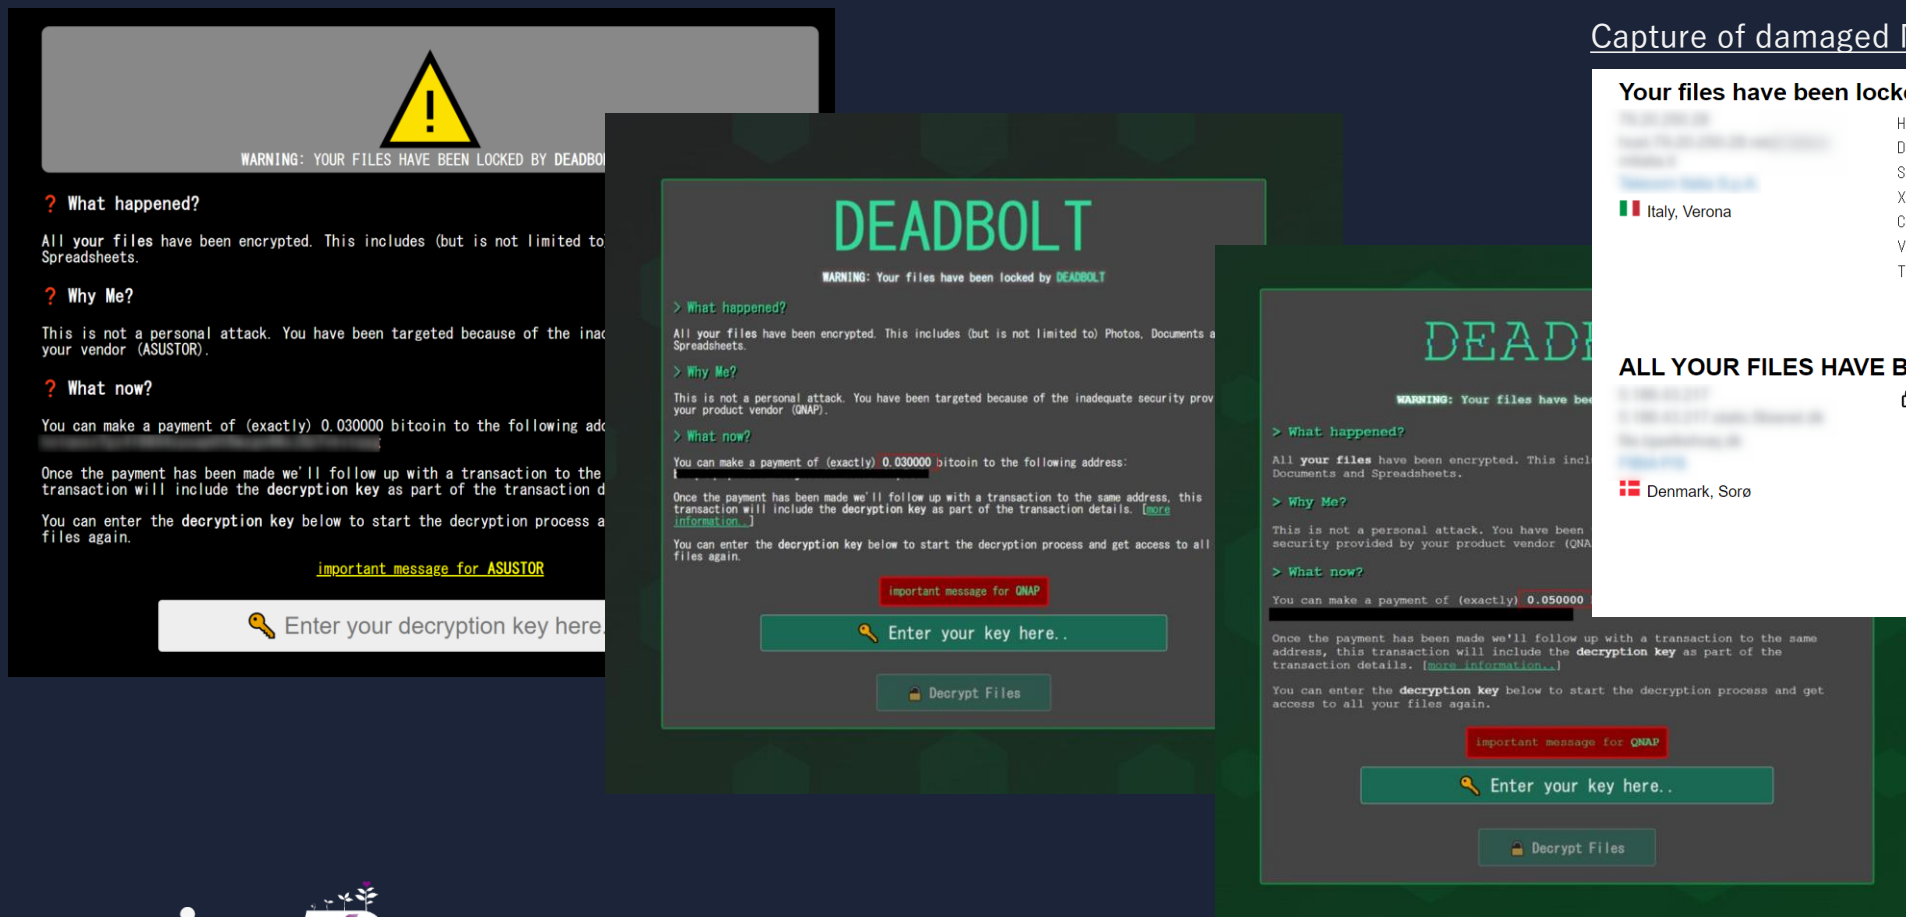 WARNING: YOUR FILES HAVE BEEN LOCKED BY DEADBOL
❓ What happened?
All your files have been encrypted. This includes (but is not limited to)
Spreadsheets.
❓ Why Me?
This is not a personal attack. You have been targeted because of the inad
your vendor (ASUSTOR).
❓ What now?
You can make a payment of (exactly) 0.030000 bitcoin to the following add
Once the payment has been made we'll follow up with a transaction to the
transaction will include the decryption key as part of the transaction d
You can enter the decryption key below to start the decryption process a
files again.
important message for ASUSTOR
Enter your decryption key here.
DEADBOLT
WARNING: Your files have been locked by DEADBOLT
> What happened?
All your files have been encrypted. This includes (but is not limited to) Photos, Documents a
Spreadsheets.
> Why Me?
This is not a personal attack. You have been targeted because of the inadequate security prov
your product vendor (QNAP).
> What now?
You can make a payment of (exactly) 0.030000 bitcoin to the following address:
Once the payment has been made we'll follow up with a transaction to the same address, this
transaction will include the decryption key as part of the transaction details. [more
information..]
You can enter the decryption key below to start the decryption process and get access to all
files again.
important message for QNAP
Enter your key here..
Decrypt Files
DEADB
WARNING: Your files have bee
> What happened?
All your files have been encrypted. This incl
Documents and Spreadsheets.
> Why Me?
This is not a personal attack. You have been
security provided by your product vendor (QNA
> What now?
You can make a payment of (exactly) 0.050000
Once the payment has been made we'll follow up with a transaction to the same
address, this transaction will include the decryption key as part of the
transaction details. [more information..]
You can enter the decryption key below to start the decryption process and get
access to all your files again.
important message for QNAP
Enter your key here..
Decrypt Files
Capture of damaged
Your files have been locke
H
D
S
X
C
V
T
Italy, Verona
ALL YOUR FILES HAVE B
Denmark, Sorø